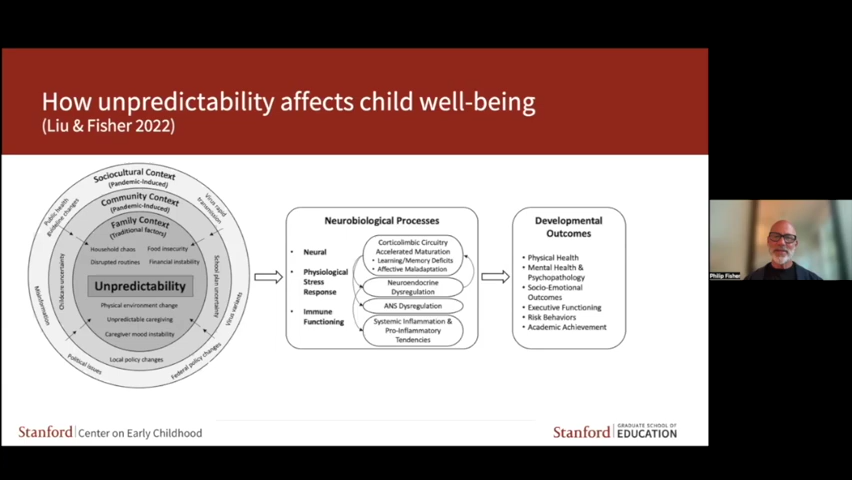 How unpredictability affects child well-being
(Liu & Fisher 2022)
Sociocultural Context
(Pandemic-Induced)
Public health
guideline changes
Virus rapid
transmission
Community Context
(Pandemic-Induced)
Family Context
(Traditional factors)
Household chaos
Food insecurity
Disrupted routines
Financial instability
Unpredictability
Physical environment change
Unpredictable caregiving
Caregiver mood instability
Childcare uncertainty
School plan uncertainty
Misinformation
Virus variants
Local policy changes
Political issues
Federal policy changes
Neurobiological Processes
• Neural
• Physiological
Stress
Response
• Immune
Functioning
Corticolimbic Circuitry
Accelerated Maturation
• Learning/Memory Deficits
• Affective Maladaptation
Neuroendocrine
Dysregulation
ANS Dysregulation
Systemic Inflammation &
Pro-Inflammatory
Tendencies
Developmental
Outcomes
• Physical Health
• Mental Health &
Psychopathology
• Socio-Emotional
Outcomes
• Executive Functioning
• Risk Behaviors
• Academic Achievement
Philip Fisher
Stanford | Center on Early Childhood
Stanford | GRADUATE SCHOOL OF
EDUCATION